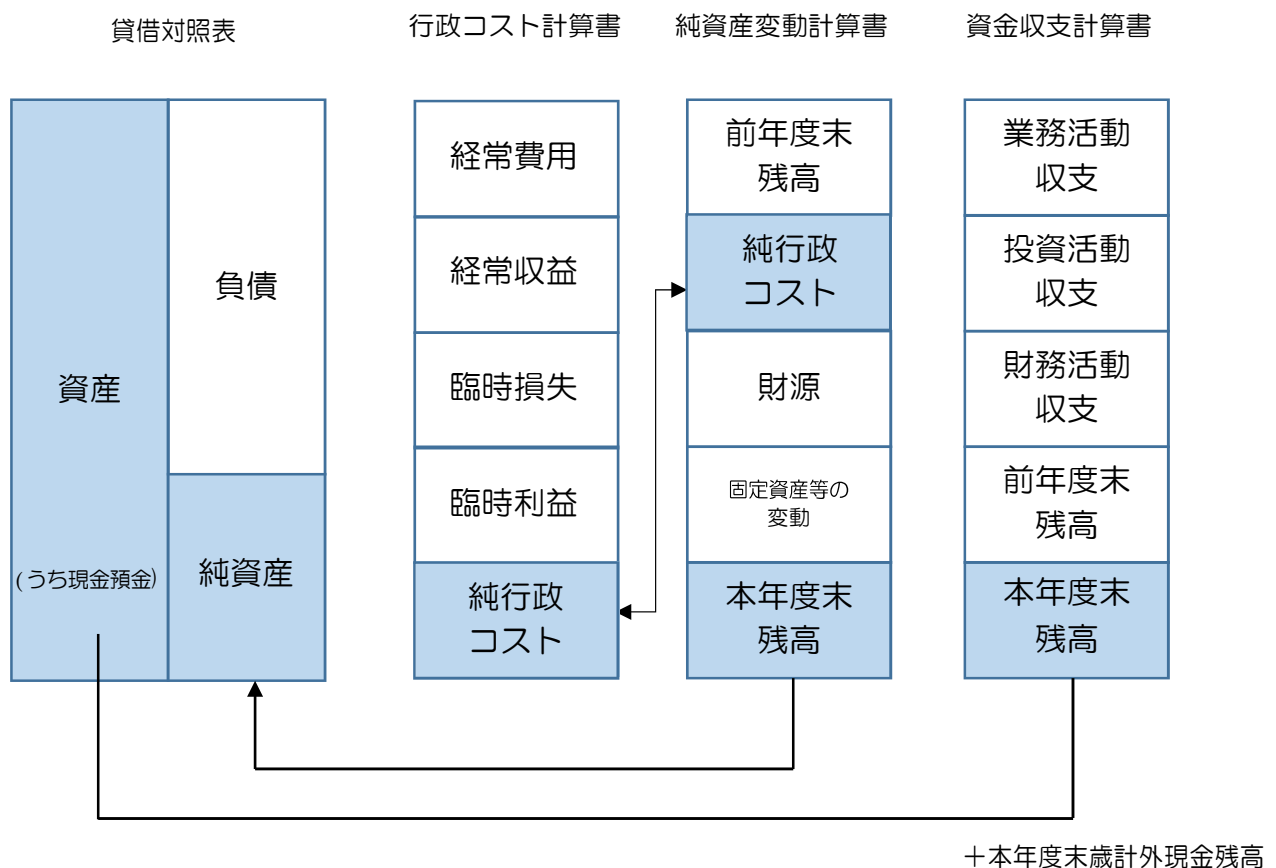 貸借対照表
行政コスト計算書
純資産変動計算書
資金収支計算書
資産
(うち現金預金)
負債
純資産
経常費用
経常収益
臨時損失
臨時利益
純行政
コスト
前年度末
残高
純行政
コスト
財源
固定資産等の
変動
本年度末
残高
業務活動
収支
投資活動
収支
財務活動
収支
前年度末
残高
本年度末
残高
＋本年度末歳計外現金残高